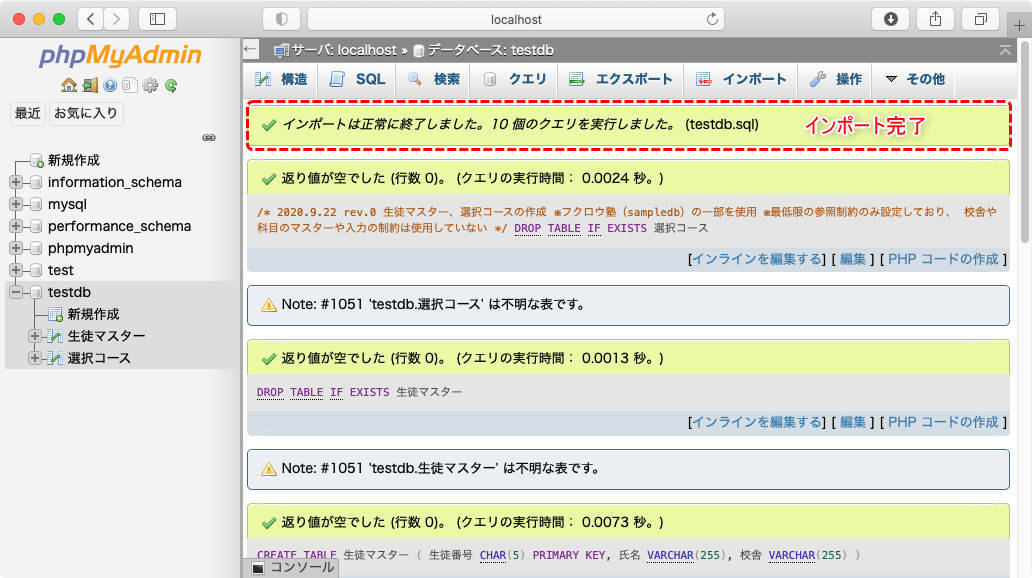 localhost
phpMyAdmin
最近 お気に入り
新規作成
information_schema
mysql
performance_schema
phpmyadmin
test
testdb
新規作成
生徒マスター
選択コース
サーバ: localhost » データベース: testdb
構造 SQL 検索 クエリ エクスポート インポート 操作 その他
インポートは正常に終了しました。10 個のクエリを実行しました。 (testdb.sql) インポート完了
返り値が空でした (行数 0)。 (クエリの実行時間： 0.0024 秒。)
/* 2020.9.22 rev.0 生徒マスター、選択コースの作成 ※フクロウ塾（sampledb）の一部を使用 ※最低限の参照制約のみ設定しており、 校舎や
科目のマスターや入力の制約は使用していない */ DROP TABLE IF EXISTS 選択コース
[インラインを編集する] [ 編集 ] [ PHP コードの作成 ]
Note: #1051 'testdb.選択コース' は不明な表です。
返り値が空でした (行数 0)。 (クエリの実行時間： 0.0013 秒。)
DROP TABLE IF EXISTS 生徒マスター
[インラインを編集する] [ 編集 ] [ PHP コードの作成 ]
Note: #1051 'testdb.生徒マスター' は不明な表です。
返り値が空でした (行数 0)。 (クエリの実行時間： 0.0073 秒。)
CREATE TABLE 生徒マスター ( 生徒番号 CHAR(5) PRIMARY KEY, 氏名 VARCHAR(255), 校舎 VARCHAR(255) )
コンソール